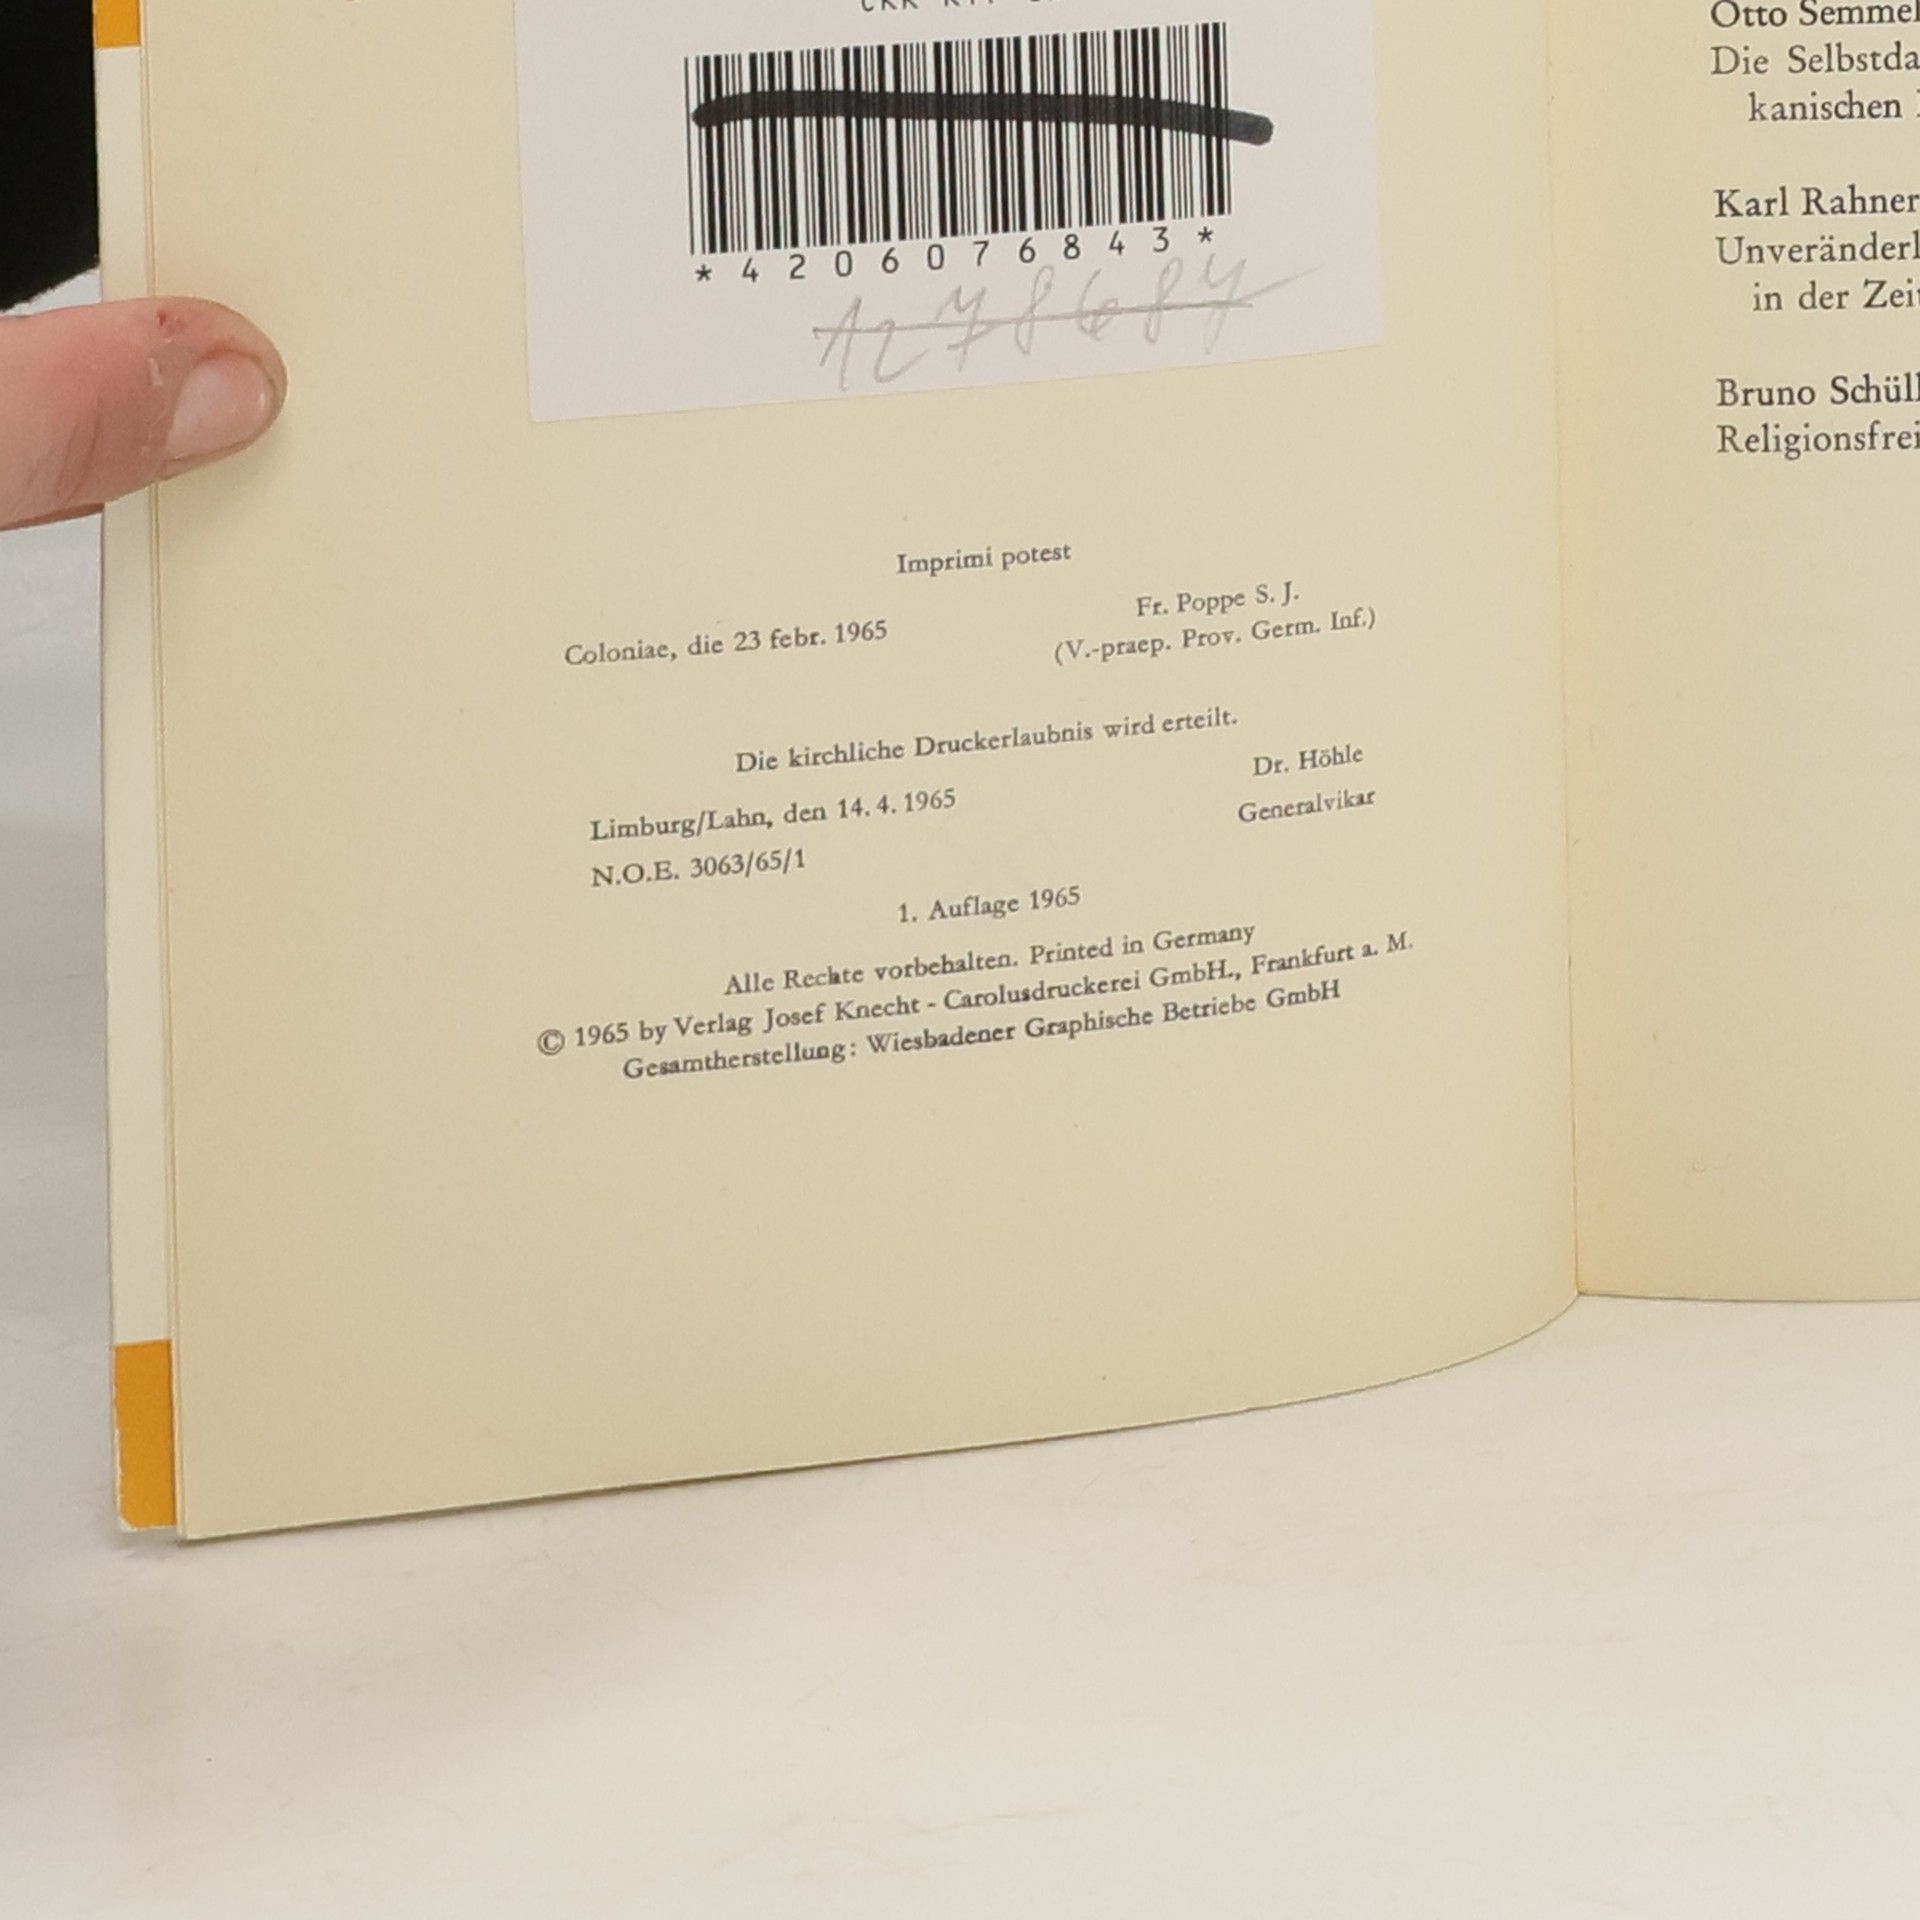 *4206076843*
1278684
Imprimi potest
Coloniae, die 23 febr. 1965
Fr. Poppe S. J.
(V.-praep. Prov. Germ. Inf.)
Die kirchliche Druckerlaubnis wird erteilt.
Limburg/Lahn, den 14. 4. 1965
Dr. Höhle
N.O.E. 3063/65/1
Generalvikar
1. Auflage 1965
Alle Rechte vorbehalten. Printed in Germany
© 1965 by Verlag Josef Knecht - Carolusdruckerei GmbH., Frankfurt a. M.
Gesamtherstellung: Wiesbadener Graphische Betriebe GmbH
Otto Semmel
Die Selbstda
kanischen
Karl Rahner
Unveränderl
in der Zeit
Bruno Schüll
Religionsfrei